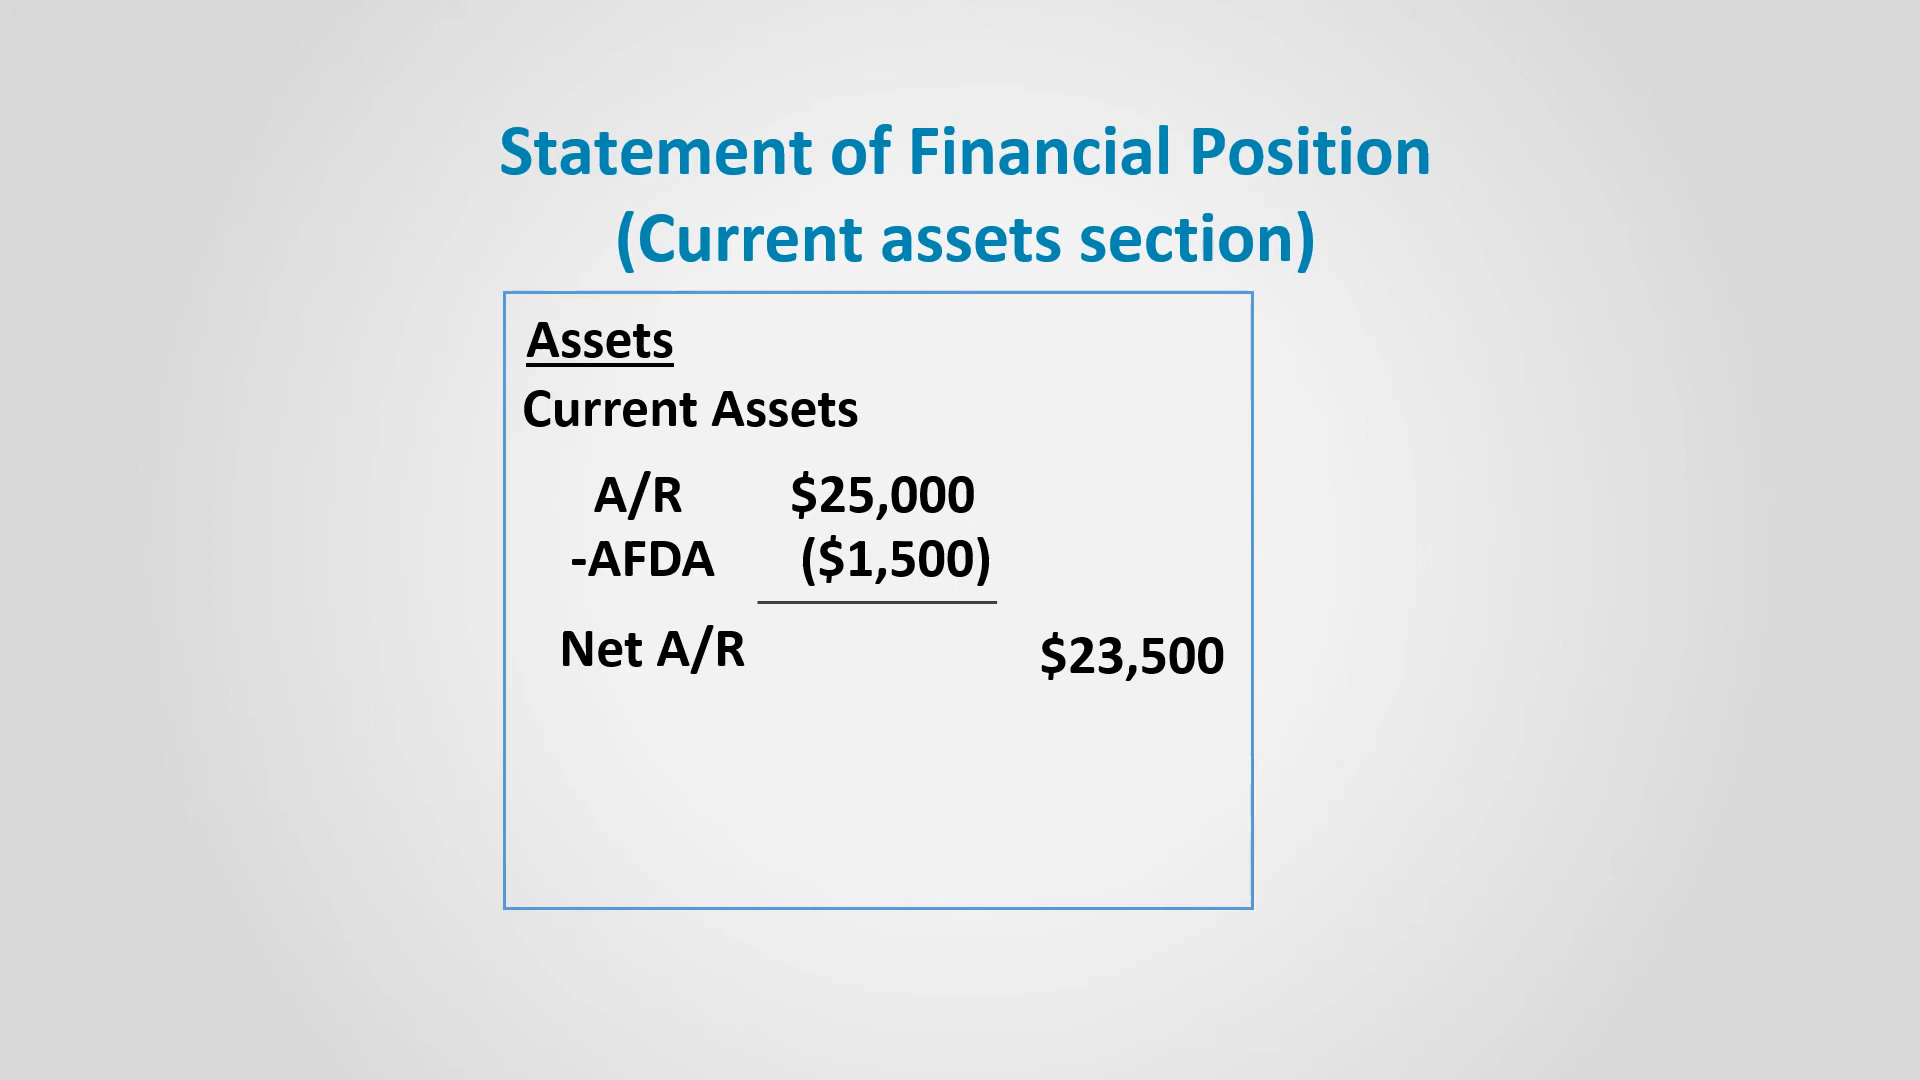 Statement of Financial Position
(Current assets section)
Assets
Current Assets
A/R $25,000
-AFDA ($1,500)
Net A/R $23,500